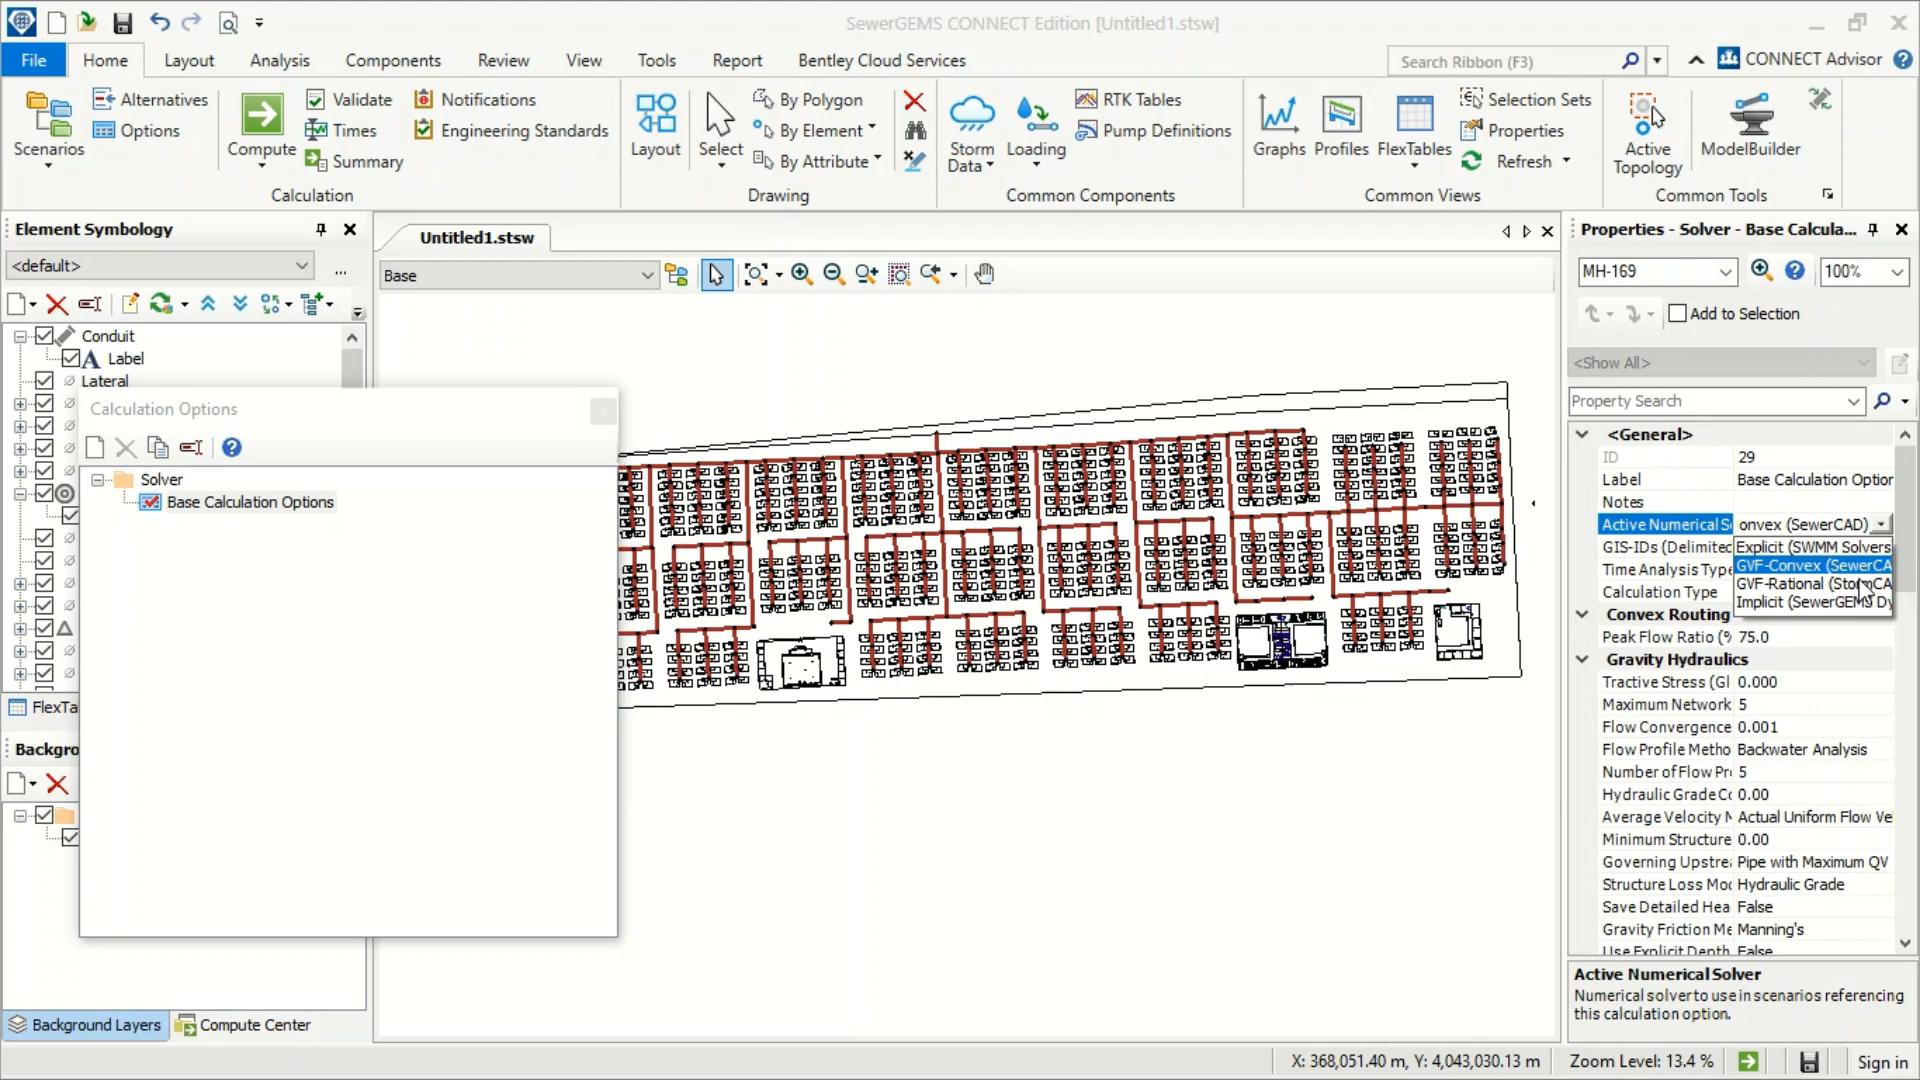 SewerGEMS CONNECT Edition [Untitled1.stsw]
File Home Layout Analysis Components Review View Tools Report Bentley Cloud Services
Search Ribbon (F3)
CONNECT Advisor
Scenarios
Alternatives
Options
Compute
Validate
Times
Summary
Notifications
Engineering Standards
Calculation
Layout
Select
By Polygon
By Element
By Attribute
Drawing
Storm
Data
Loading
RTK Tables
Pump Definitions
Common Components
Graphs
Profiles
FlexTables
Selection Sets
Properties
Refresh
Common Views
Active
Topology
ModelBuilder
Common Tools
Element Symbology
<default>
...
Conduit
A Label
Lateral
FlexTa
Backgro
Background Layers
Compute Center
Calculation Options
Solver
Base Calculation Options
Untitled1.stsw
Base
Properties - Solver - Base Calcula...
MH-169
100%
Add to Selection
<Show All>
Property Search
<General>
ID 29
Label Base Calculation Option
Notes
Active Numerical S onvex (SewerCAD)
GIS-IDs (Delimited
Time Analysis Type
Calculation Type
Explicit (SWMM Solvers
GVF-Convex (SewerCA
GVF-Rational (StormCA
Implicit (SewerGEMS Dy
Convex Routing
Peak Flow Ratio (% 75.0
Gravity Hydraulics
Tractive Stress (Gl 0.000
Maximum Network 5
Flow Convergence 0.001
Flow Profile Metho Backwater Analysis
Number of Flow Pr 5
Hydraulic Grade Co 0.00
Average Velocity M Actual Uniform Flow Ve
Minimum Structure 0.00
Governing Upstrea Pipe with Maximum QV
Structure Loss Mod Hydraulic Grade
Save Detailed Hea False
Gravity Friction Me Manning's
Use Explicit Depth False
Active Numerical Solver
Numerical solver to use in scenarios referencing
this calculation option.
X: 368,051.40 m, Y: 4,043,030.13 m
Zoom Level: 13.4 %
Sign in